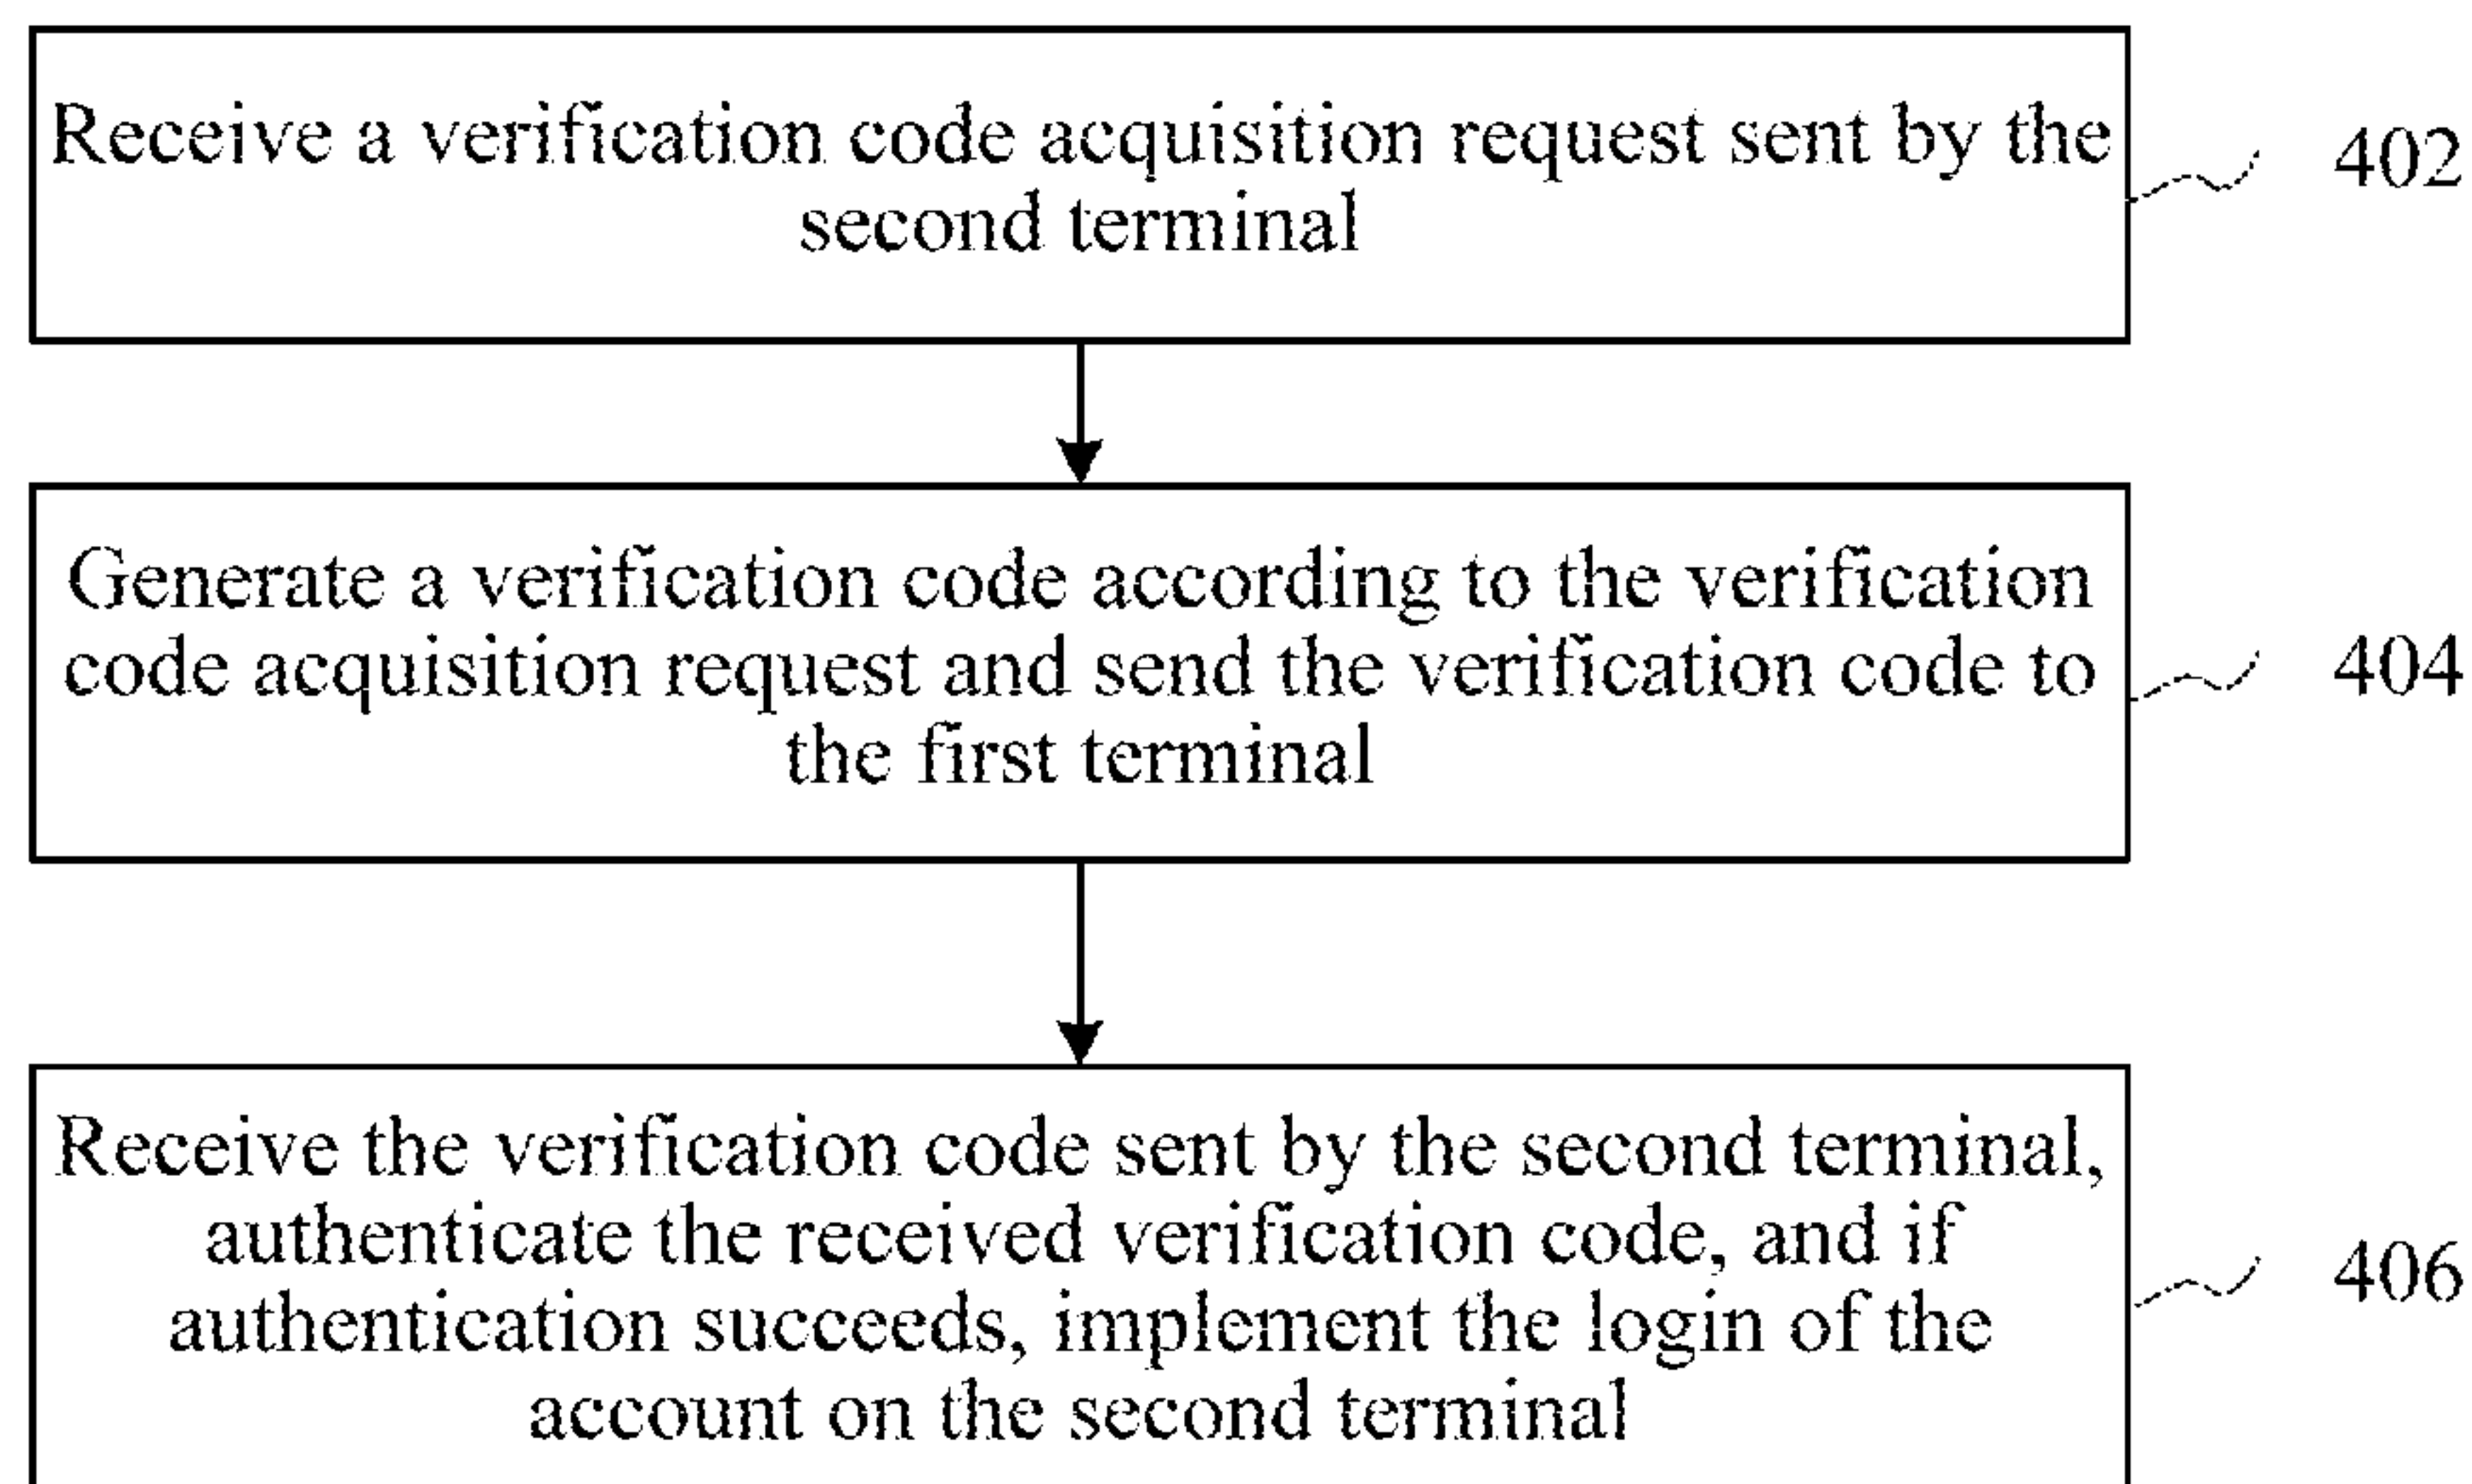 Receive a verification code acquisition request sent by the
second terminal
402
Generate a verification code according to the verification
code acquisition request and send the verification code to
the first terminal
404
Receive the verification code sent by the second terminal,
authenticate the received verification code, and if
authentication succeeds, implement the login of the
account on the second terminal
406